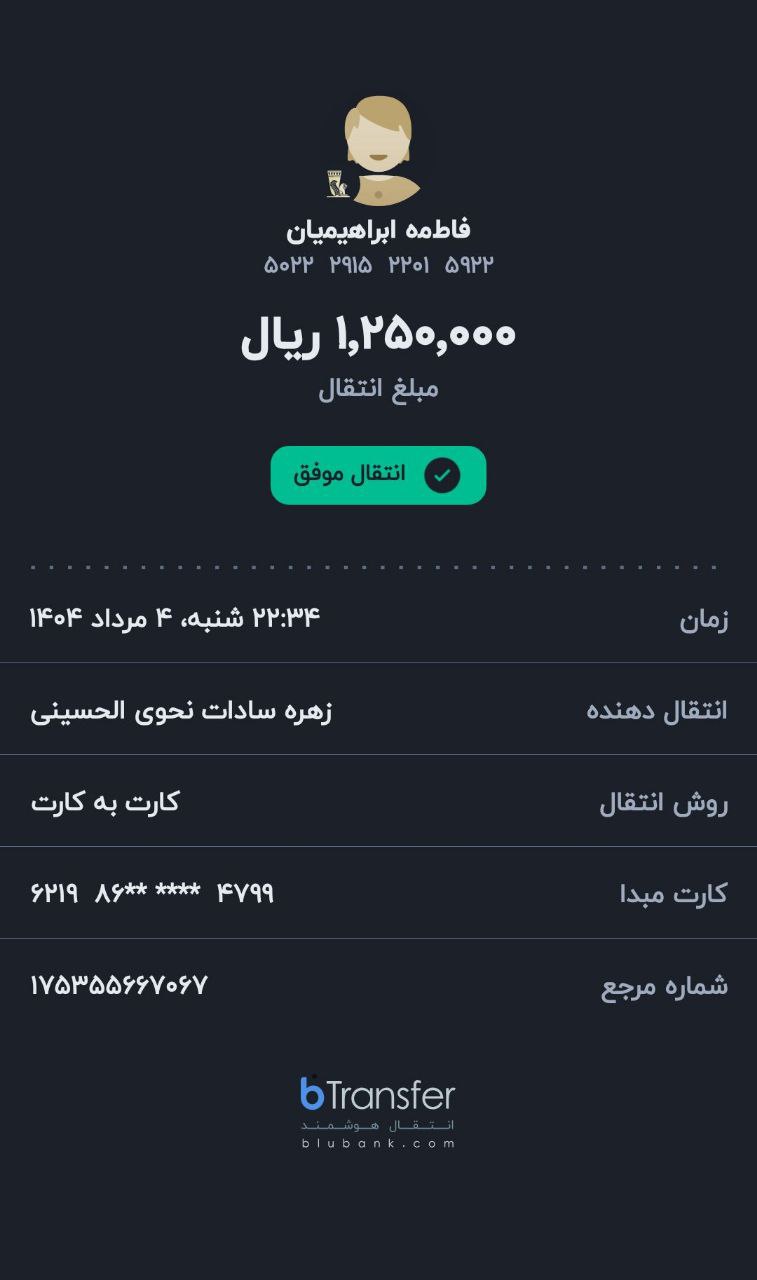 فاطمه ابراهیمیان
۵۰۲۲ ۲۹۱۵ ۲۲۰۱ ۵۹۲۲
۱,۲۵۰,۰۰۰ ریال
مبلغ انتقال
انتقال موفق
زمان ۲۲:۳۴ شنبه، ۴ مرداد ۱۴۰۴
انتقال دهنده زهره سادات نحوی الحسینی
روش انتقال کارت به کارت
کارت مبدا ۶۲۱۹ ۸۶** **** ۴۷۹۹
شماره مرجع ۱۷۵۳۵۵۶۶۷۰۶۷
bTransfer
انتقال هوشمند
blubank.com